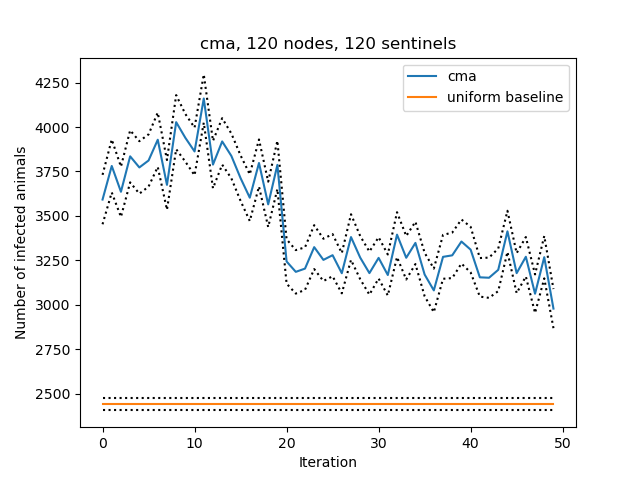 cma, 120 nodes, 120 sentinels
cma
uniform baseline
Number of infected animals
4250
4000
3750
3500
3250
3000
2750
2500
0 10 20 30 40 50
Iteration